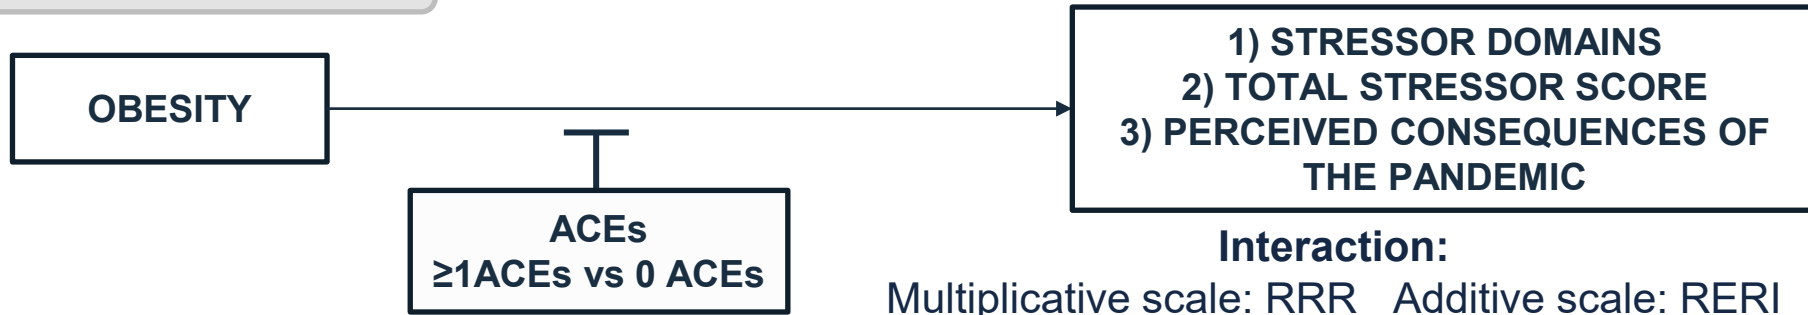 OBESITY
1) STRESSOR DOMAINS
2) TOTAL STRESSOR SCORE
3) PERCEIVED CONSEQUENCES OF
THE PANDEMIC
ACEs
≥1ACEs vs 0 ACEs
Interaction:
Multiplicative scale: RRR Additive scale: RERI